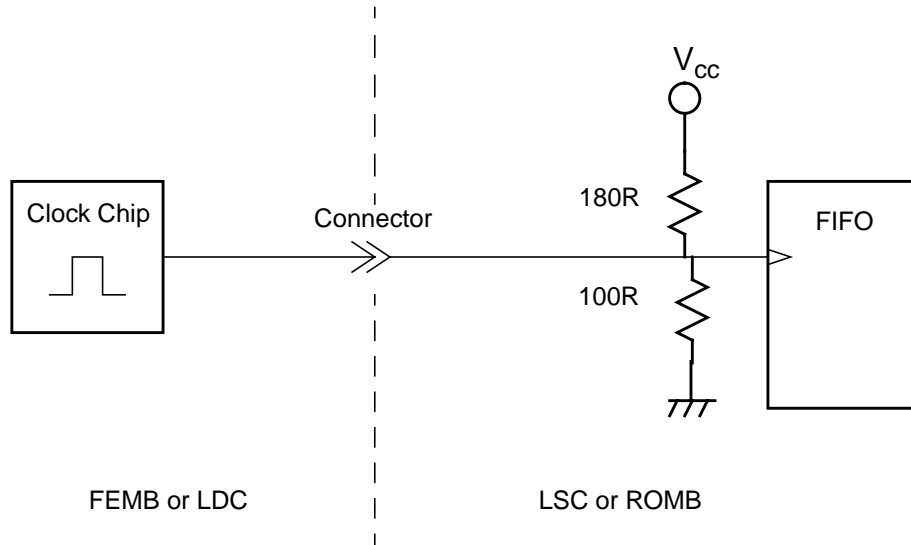 Vcc
180R
Clock Chip
Connector
FIFO
100R
FEMB or LDC
LSC or ROMB